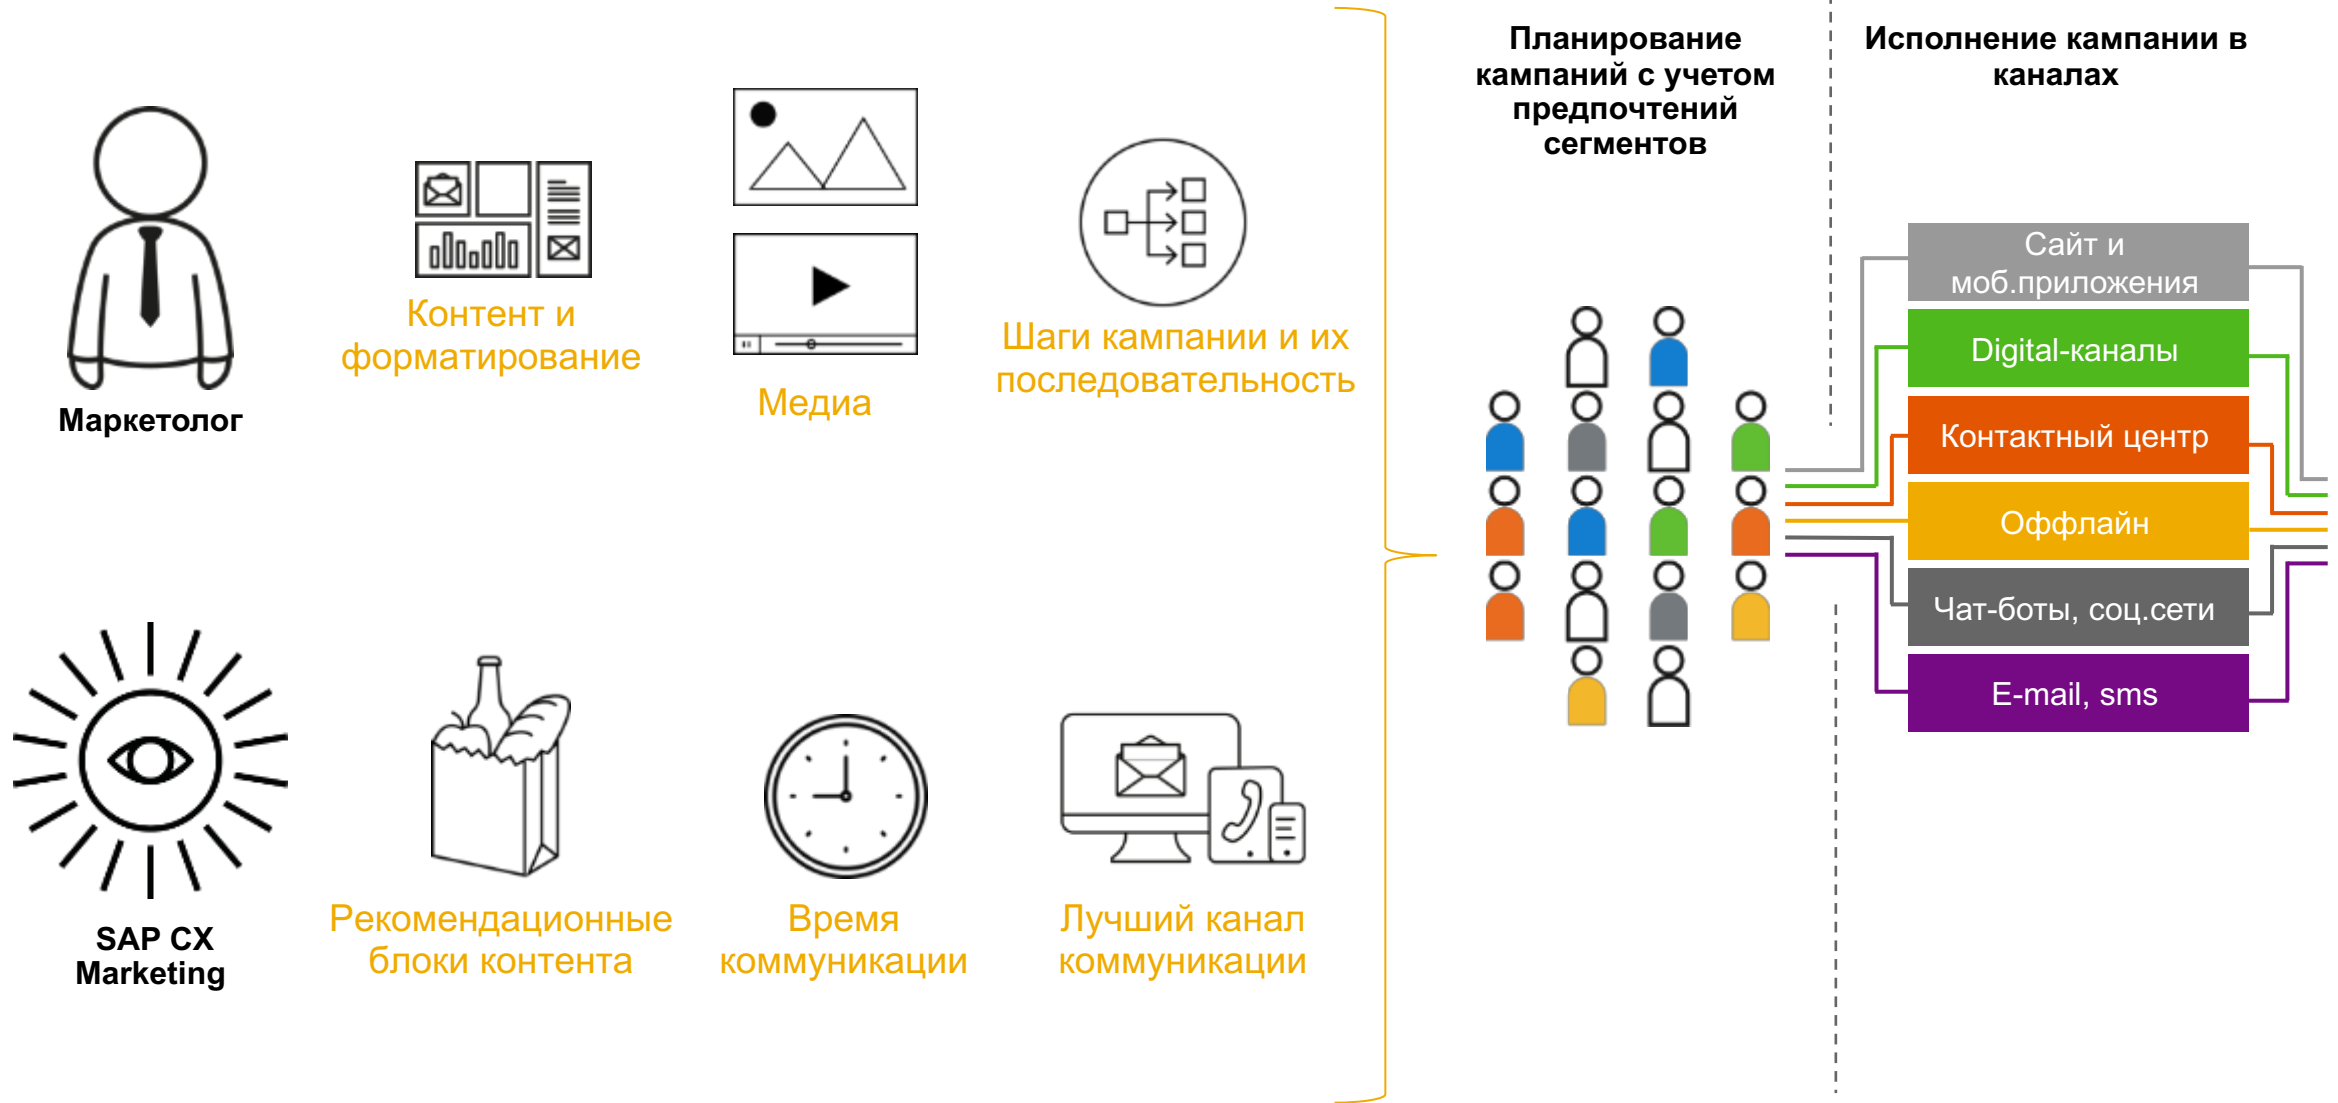 Планирование
кампаний с учетом
предпочтений
сегментов
Исполнение кампании в
каналах
Маркетолог
Контент и
форматирование
Медиа
Шаги кампании и их
последовательность
Сайт и
моб.приложения
Digital-каналы
Контактный центр
Оффлайн
Чат-боты, соц.сети
E-mail, sms
SAP CX
Marketing
Рекомендационные
блоки контента
Время
коммуникации
Лучший канал
коммуникации